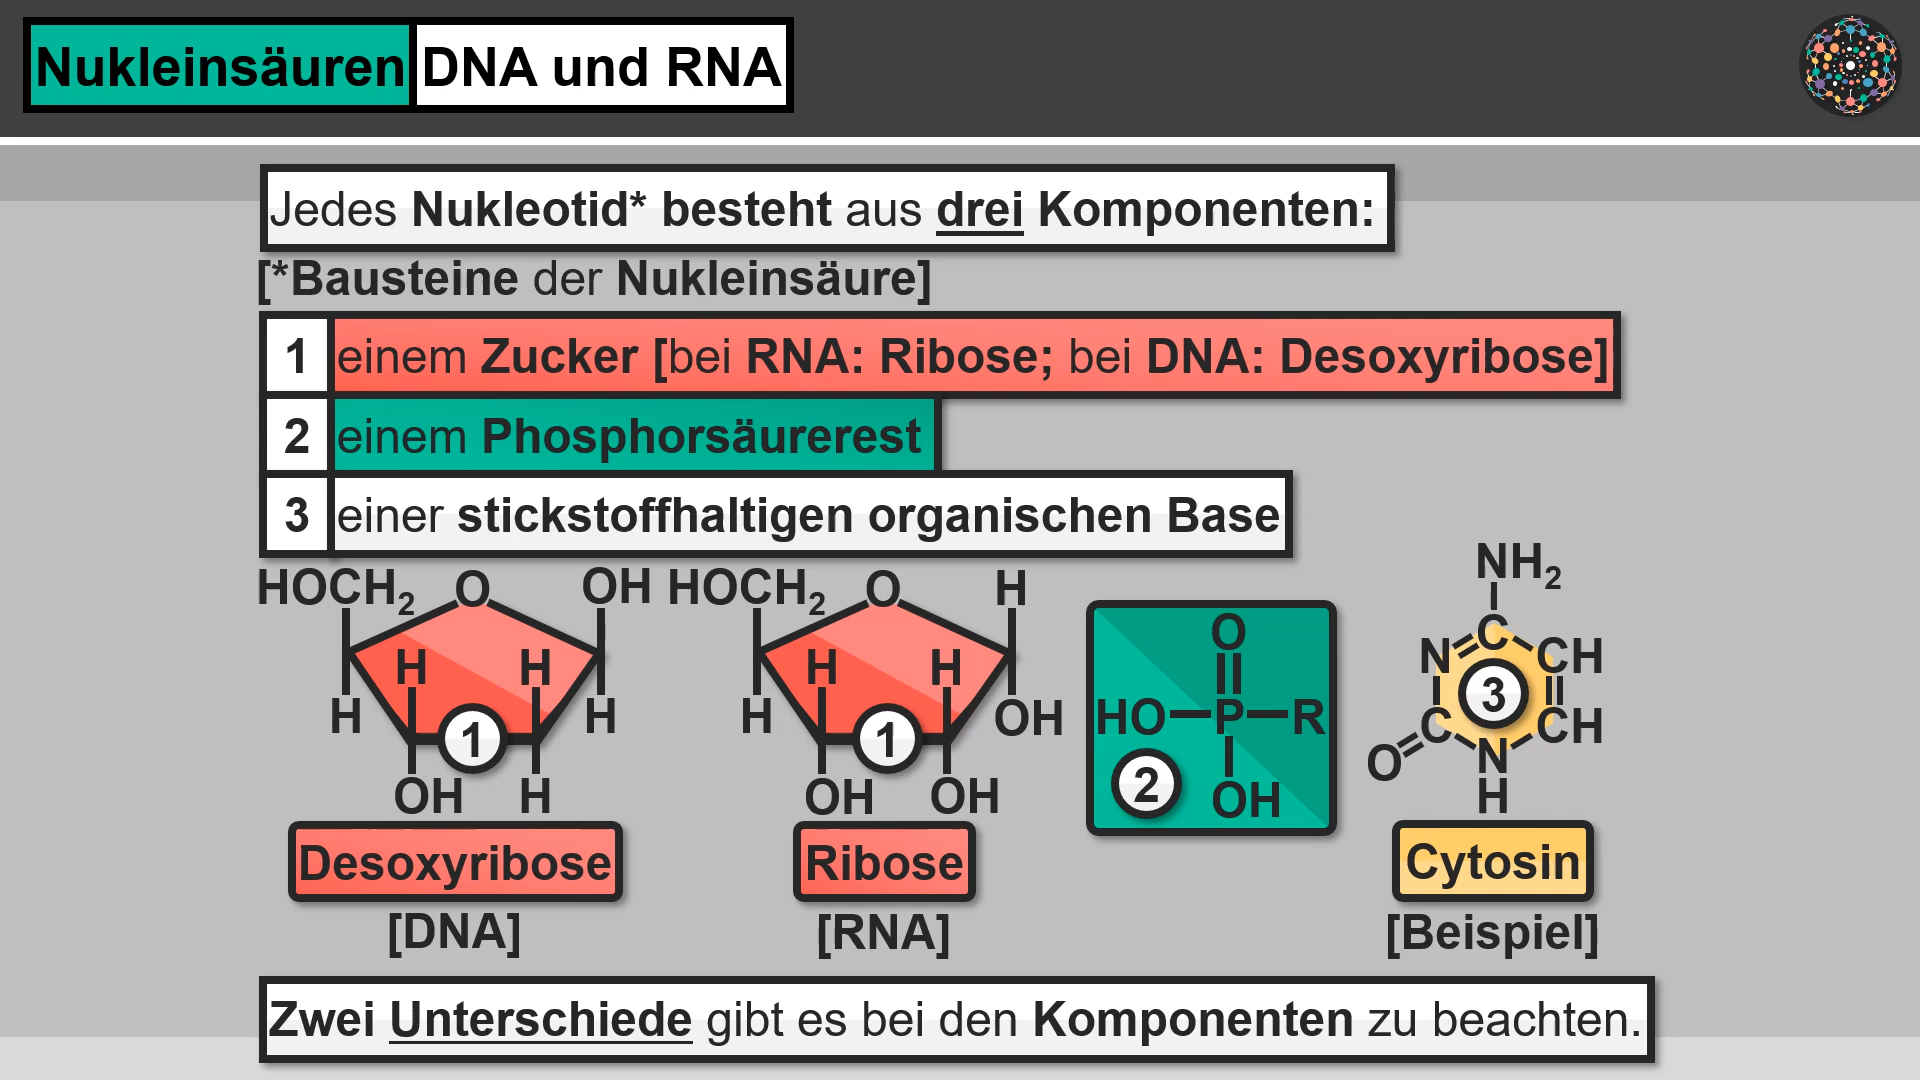 Nukleinsäuren DNA und RNA
Jedes Nukleotid* besteht aus drei Komponenten:
[*Bausteine der Nukleinsäure]
1 einem Zucker [bei RNA: Ribose; bei DNA: Desoxyribose]
2 einem Phosphorsäurerest
3 einer stickstoffhaltigen organischen Base
HOCH2 O OH
H H
H H
1
OH H
Desoxyribose
[DNA]
HOCH2 O H
H H
H OH
1
OH OH
Ribose
[RNA]
O
HO P R
2 OH
NH2
C
N CH
3
C CH
O N
H
Cytosin
[Beispiel]
Zwei Unterschiede gibt es bei den Komponenten zu beachten.